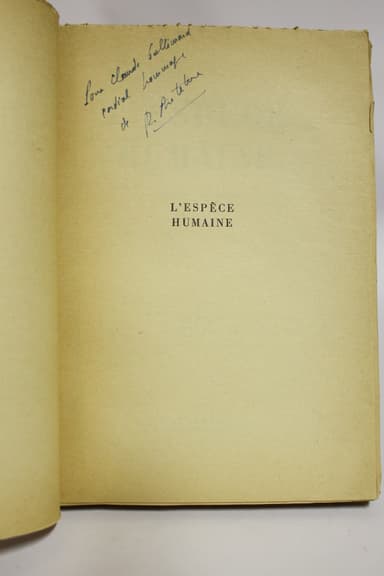 Pour Claude Gallimard
cordial hommage
de R. Antelme
L'ESPÈCE
HUMAINE